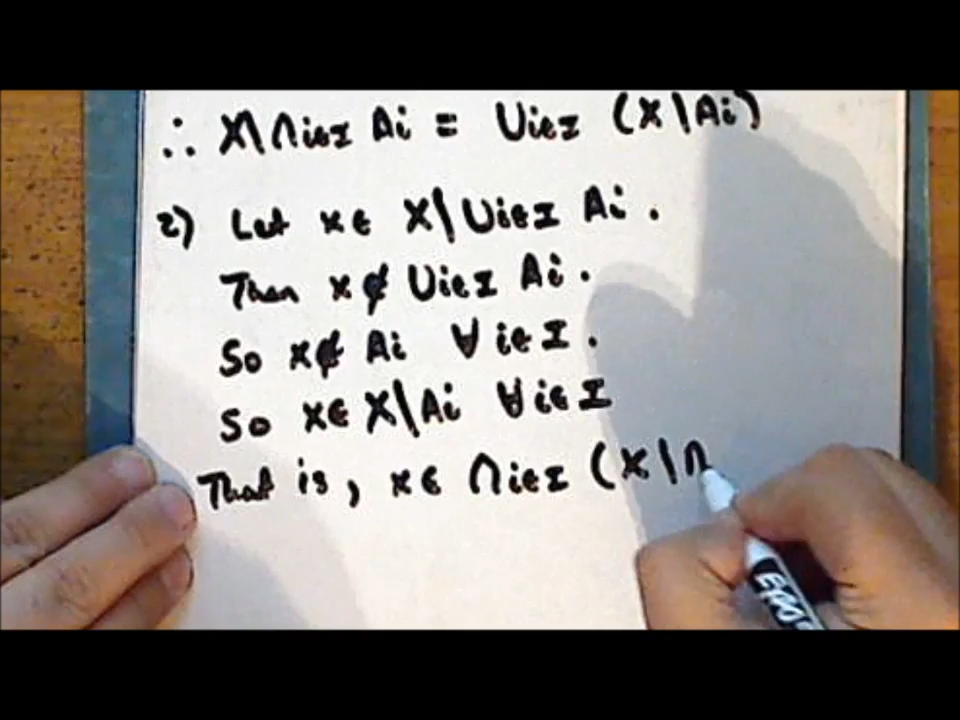 ∴ X\∩i∈I Ai = ∪i∈I (X\Ai)
2) Let x∈ X\∪i∈I Ai.
Then x∉ ∪i∈I Ai.
So x∉ Ai ∀i∈I.
So x∈ X\Ai ∀i∈I
That is, x∈ ∩i∈I (X\